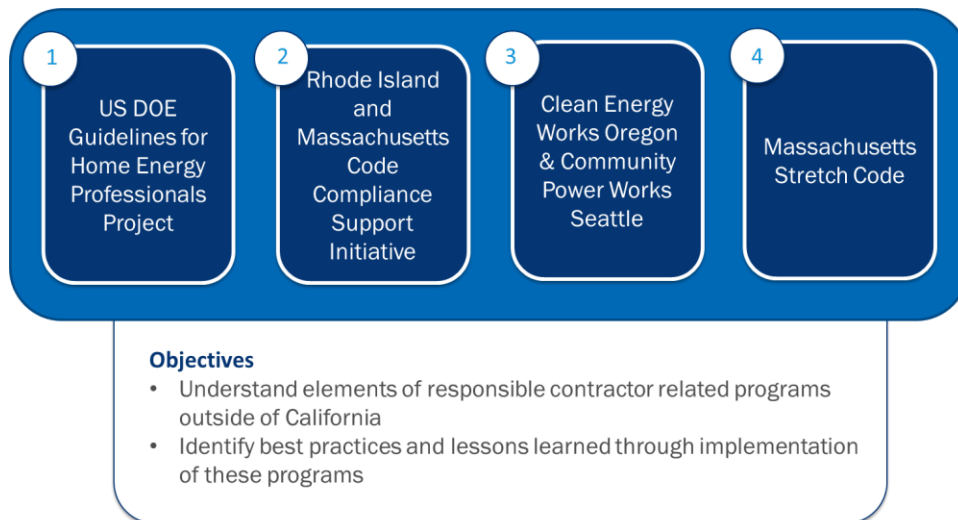 1
US DOE
Guidelines for
Home Energy
Professionals
Project
2
Rhode Island
and
Massachusetts
Code
Compliance
Support
Initiative
3
Clean Energy
Works Oregon
& Community
Power Works
Seattle
4
Massachusetts
Stretch Code
Objectives
• Understand elements of responsible contractor related programs
outside of California
• Identify best practices and lessons learned through implementation
of these programs